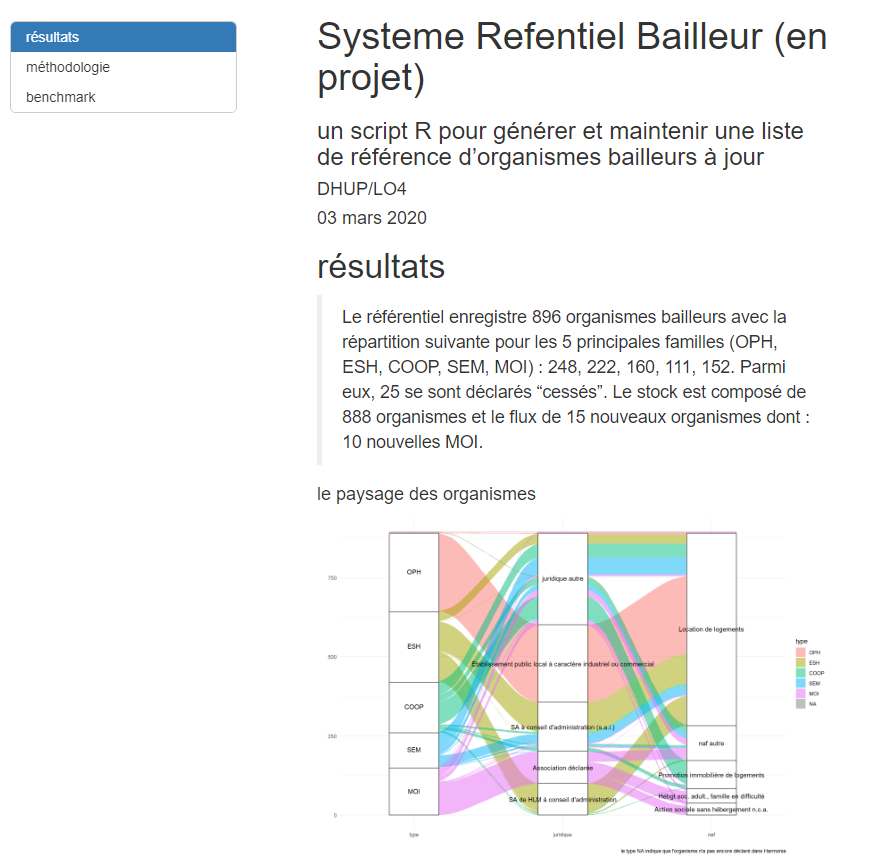 résultats
méthodologie
benchmark
Systeme Refentiel Bailleur (en
projet)
un script R pour générer et maintenir une liste
de référence d’organismes bailleurs à jour
DHUP/LO4
03 mars 2020
résultats
Le référentiel enregistre 896 organismes bailleurs avec la
répartition suivante pour les 5 principales familles (OPH,
ESH, COOP, SEM, MOI) : 248, 222, 160, 111, 152. Parmi
eux, 25 se sont déclarés “cessés”. Le stock est composé de
888 organismes et le flux de 15 nouveaux organismes dont :
10 nouvelles MOI.
le paysage des organismes
750
500
250
0
OPH
ESH
COOP
SEM
MOI
juridique autre
Établissement public local à caractère industriel ou commercial
SA à conseil d'administration (s.a.i.)
Association déclarée
SA de HLM à conseil d'administration
Location de logements
naf autre
Promotion immobilière de logements
Hébgt soc. adult., famille en difficulté
Action sociale sans hébergement n.c.a.
type
juridique
naf
type
OPH
ESH
COOP
SEM
MOI
NA
le type NA indique que l'organisme n'a pas encore déclaré dans Harmonia